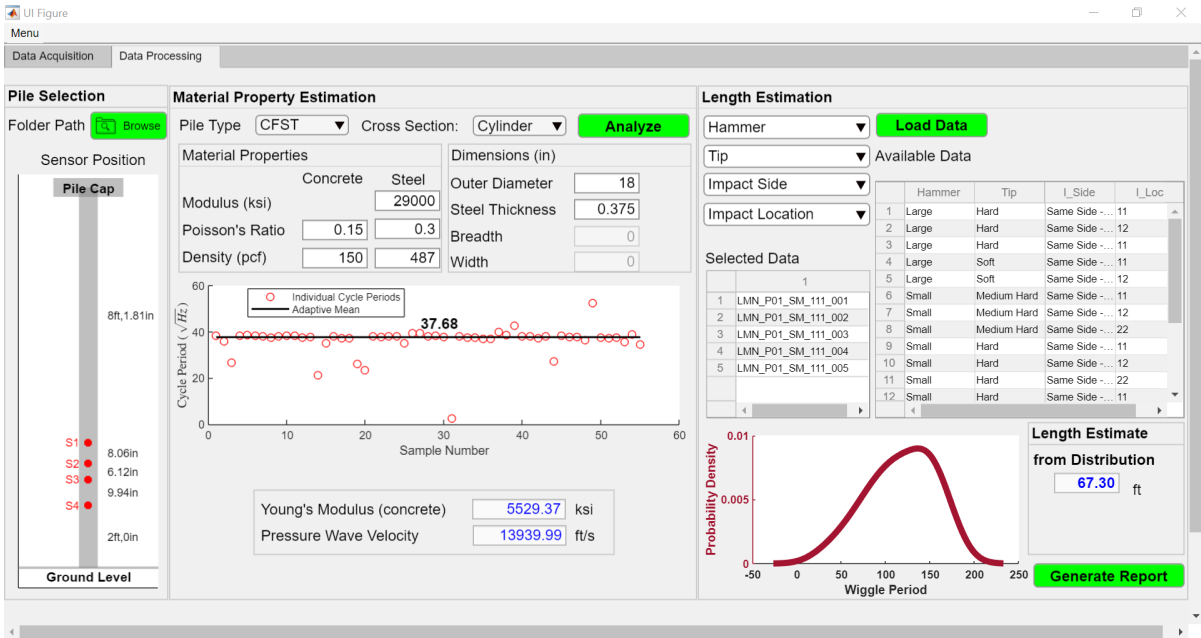 UI Figure
Menu
Data Acquisition
Data Processing
Pile Selection
Folder Path
Browse
Sensor Position
Pile Cap
8ft,1.81in
S1
8.06in
S2
6.12in
S3
9.94in
S4
2ft,0in
Ground Level
Material Property Estimation
Pile Type CFST Cross Section: Cylinder Analyze
Material Properties
Concrete Steel
Modulus (ksi) 29000
Poisson's Ratio 0.15 0.3
Density (pcf) 150 487
Dimensions (in)
Outer Diameter 18
Steel Thickness 0.375
Breadth 0
Width 0
Individual Cycle Periods
Adaptive Mean
37.68
Cycle Period (√Hz)
60
40
20
0
0 10 20 30 40 50 60
Sample Number
Young's Modulus (concrete) 5529.37 ksi
Pressure Wave Velocity 13939.99 ft/s
Length Estimation
Hammer
Tip
Impact Side
Impact Location
Load Data
Available Data
Hammer Tip I_Side I_Loc
1 Large Hard Same Side -... 11
2 Large Hard Same Side -... 12
3 Large Hard Same Side -... 11
4 Large Soft Same Side -... 11
5 Large Soft Same Side -... 12
6 Small Medium Hard Same Side -... 11
7 Small Medium Hard Same Side -... 12
8 Small Medium Hard Same Side -... 22
9 Small Hard Same Side -... 11
10 Small Hard Same Side -... 12
11 Small Hard Same Side -... 22
12 Small Hard Same Side -... 11
Selected Data
1
1 LMN_P01_SM_111_001
2 LMN_P01_SM_111_002
3 LMN_P01_SM_111_003
4 LMN_P01_SM_111_004
5 LMN_P01_SM_111_005
Probability Density
0.01
0.005
0
-50 0 50 100 150 200 250
Wiggle Period
Length Estimate
from Distribution
67.30 ft
Generate Report